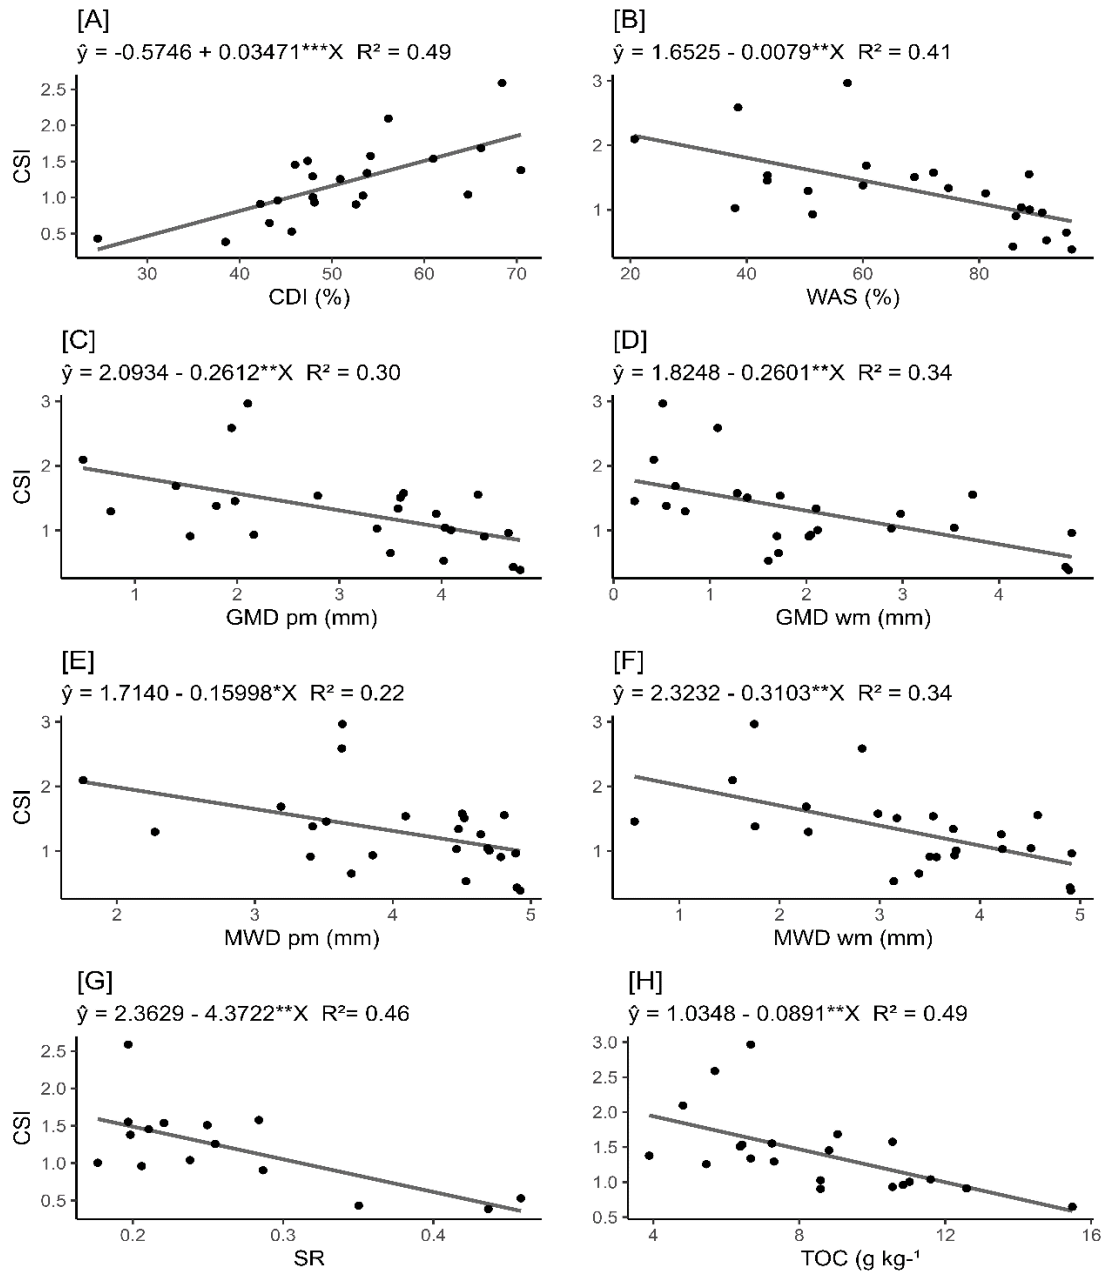 [A]
ŷ = -0.5746 + 0.03471***X  R² = 0.49
2.5
2.0
1.5
1.0
0.5
CSI
30 40 50 60 70
CDI (%)
[B]
ŷ = 1.6525 - 0.0079**X  R² = 0.41
3
2
1
20 40 60 80
WAS (%)
[C]
ŷ = 2.0934 - 0.2612**X  R² = 0.30
3
2
1
CSI
1 2 3 4
GMD pm (mm)
[D]
ŷ = 1.8248 - 0.2601**X  R² = 0.34
3
2
1
0 1 2 3 4
GMD wm (mm)
[E]
ŷ = 1.7140 - 0.15998*X  R² = 0.22
3
2
1
CSI
2 3 4 5
MWD pm (mm)
[F]
ŷ = 2.3232 - 0.3103**X  R² = 0.34
3
2
1
1 2 3 4 5
MWD wm (mm)
[G]
ŷ = 2.3629 - 4.3722**X  R²= 0.46
2.5
2.0
1.5
1.0
0.5
CSI
0.2 0.3 0.4
SR
[H]
ŷ = 1.0348 - 0.0891**X  R² = 0.49
3.0
2.5
2.0
1.5
1.0
0.5
4 8 12 16
TOC (g kg-¹